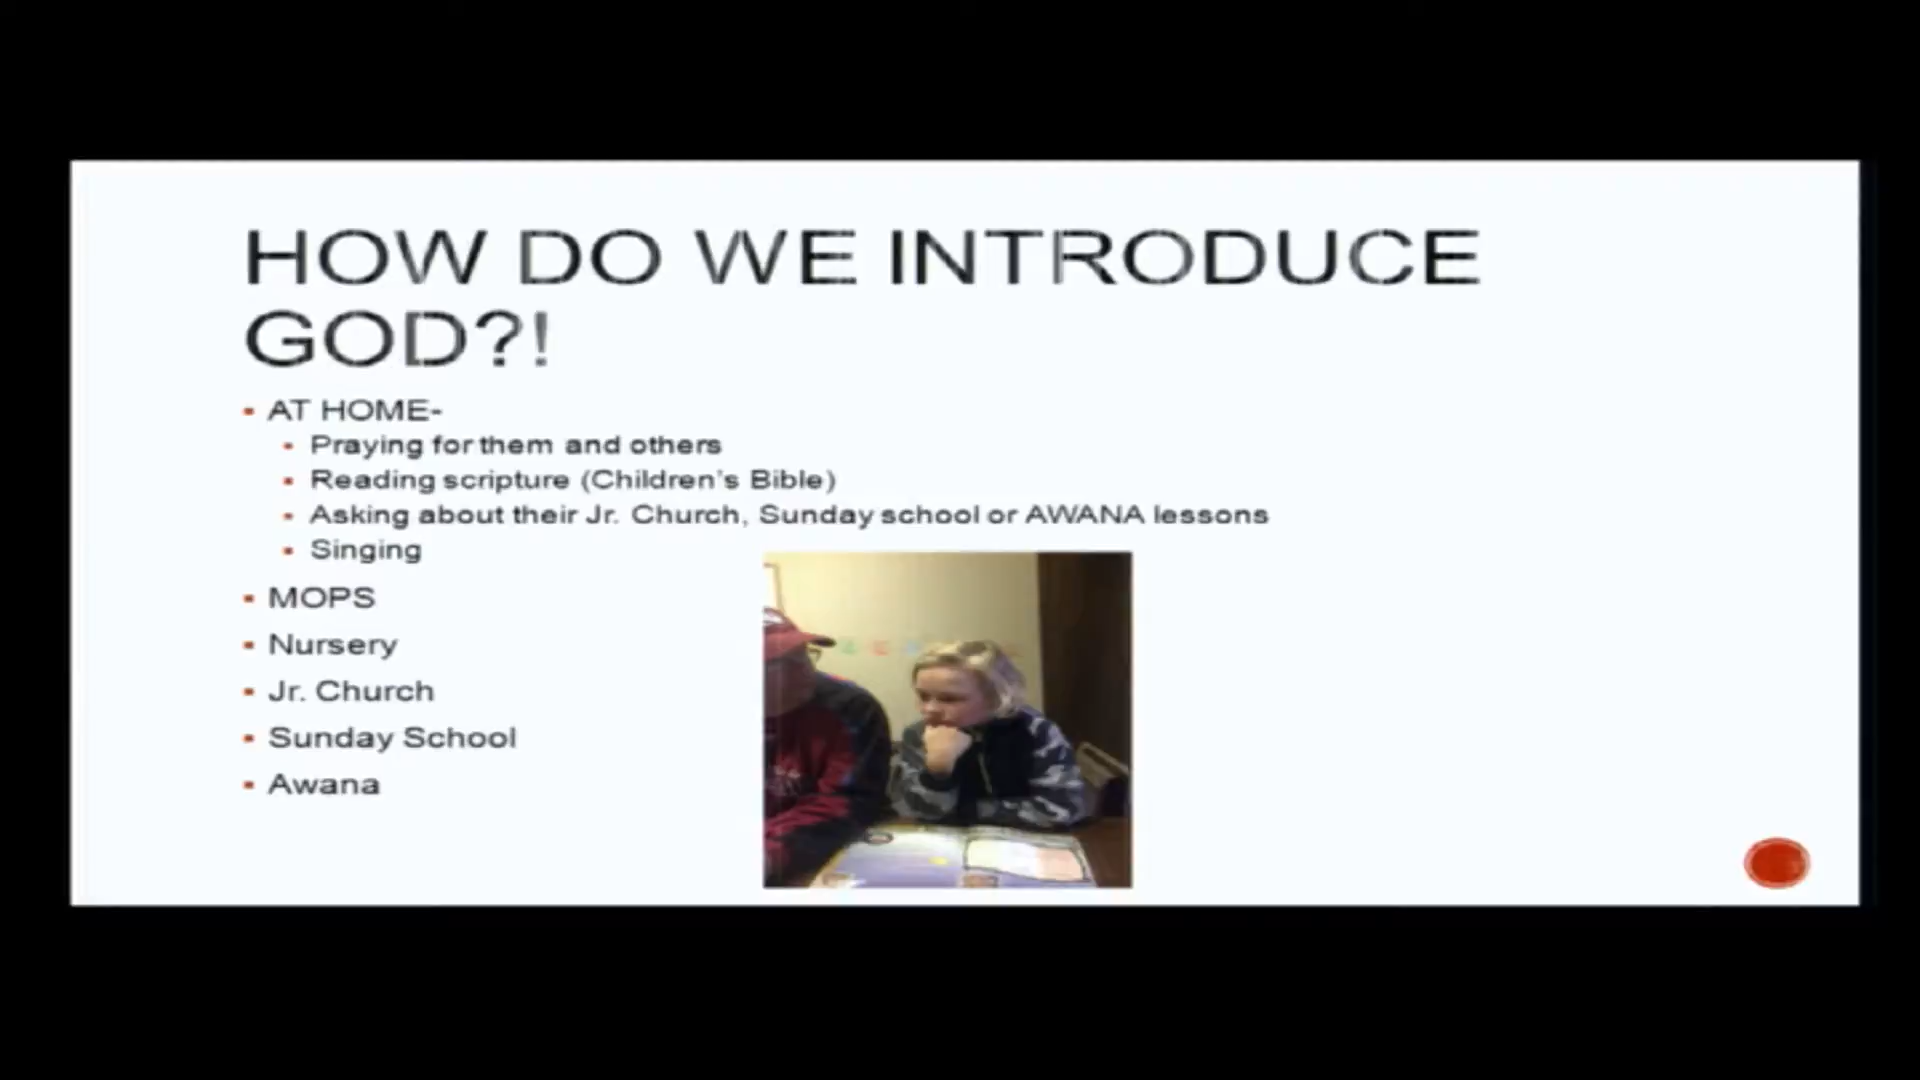 HOW DO WE INTRODUCE
GOD?!
AT HOME-
Praying for them and others
Reading scripture (Children's Bible)
Asking about their Jr. Church, Sunday school or AWANA lessons
Singing
MOPS
Nursery
Jr. Church
Sunday School
Awana